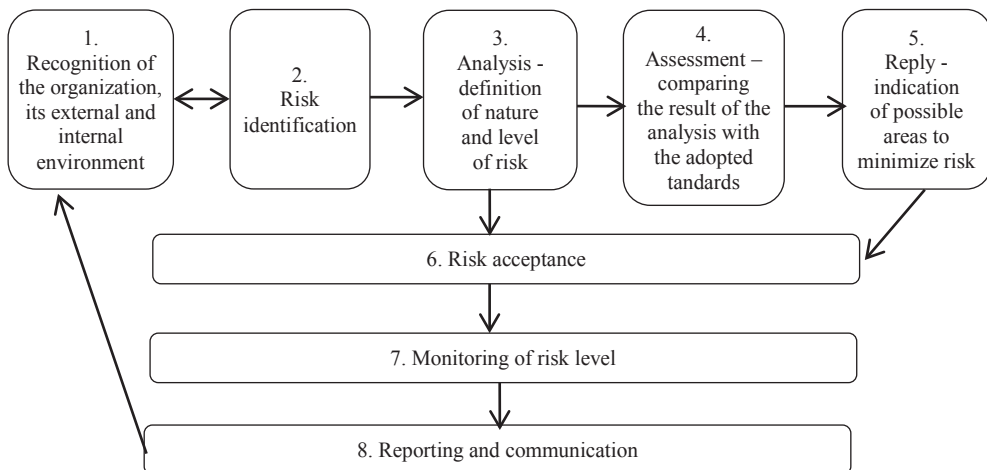 1.
Recognition of
the organization,
its external and
internal
environment
2.
Risk
identification
3.
Analysis -
definition
of nature
and level
of risk
4.
Assessment –
comparing
the result of the
analysis with
the adopted
tandards
5.
Reply -
indication
of possible
areas to
minimize risk
6. Risk acceptance
7. Monitoring of risk level
8. Reporting and communication